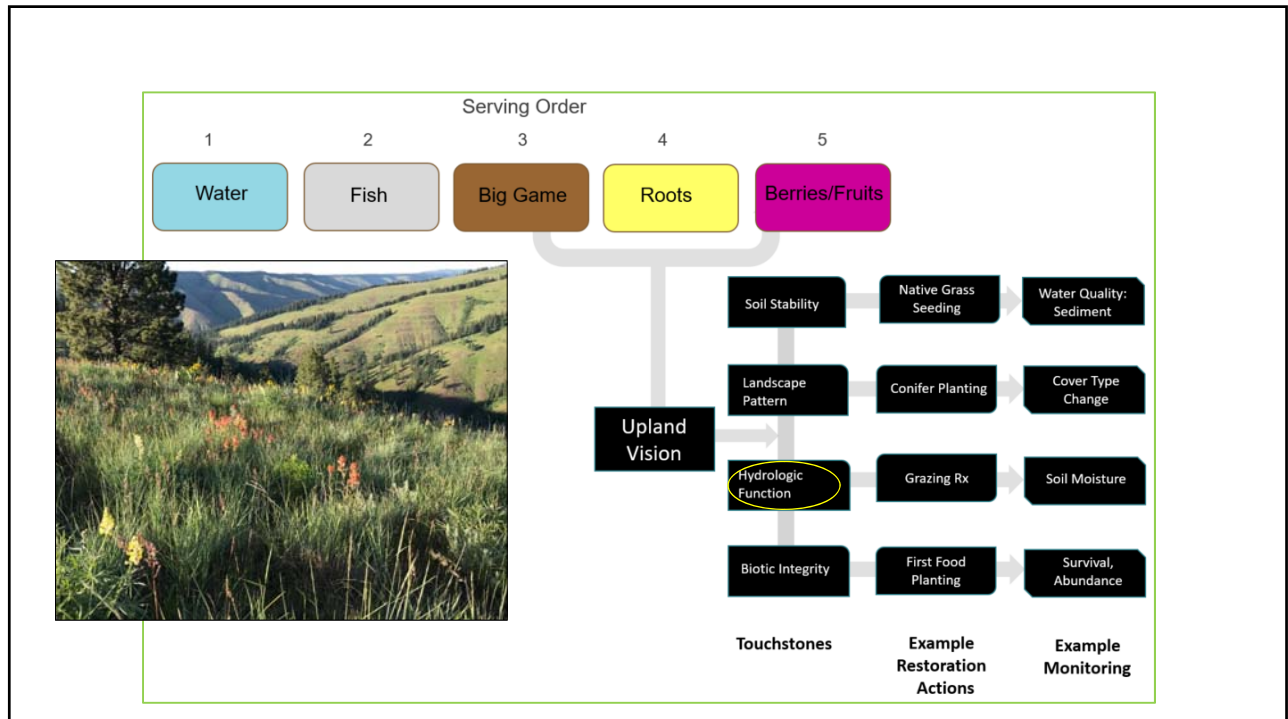 Serving Order
1
2
3
4
5
Water
Fish
Big Game
Roots
Berries/Fruits
Upland
Vision
Soil Stability
Native Grass
Seeding
Water Quality:
Sediment
Landscape
Pattern
Conifer Planting
Cover Type
Change
Hydrologic
Function
Grazing Rx
Soil Moisture
Biotic Integrity
First Food
Planting
Survival,
Abundance
Touchstones
Example
Restoration
Actions
Example
Monitoring